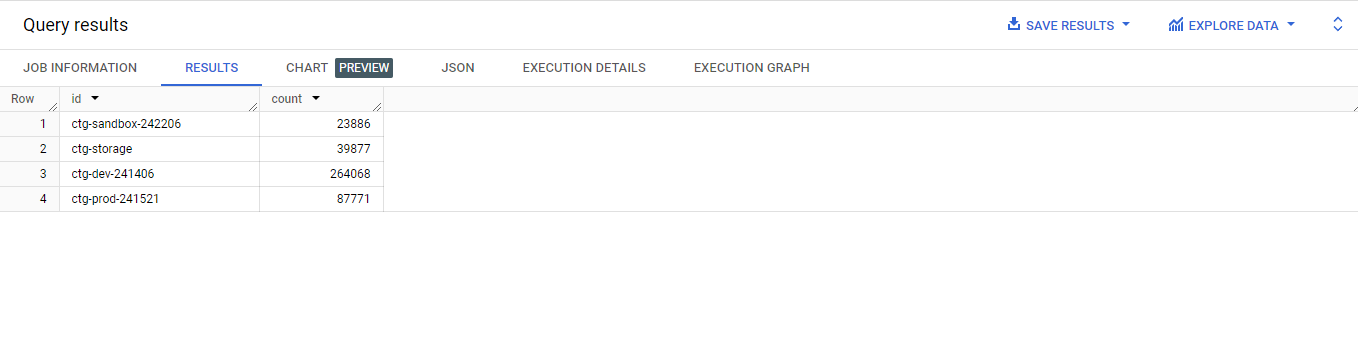 Query results SAVE RESULTS EXPLORE DATA
JOB INFORMATION RESULTS CHART PREVIEW JSON EXECUTION DETAILS EXECUTION GRAPH
Row id count
1 ctg-sandbox-242206 23886
2 ctg-storage 39877
3 ctg-dev-241406 264068
4 ctg-prod-241521 87771